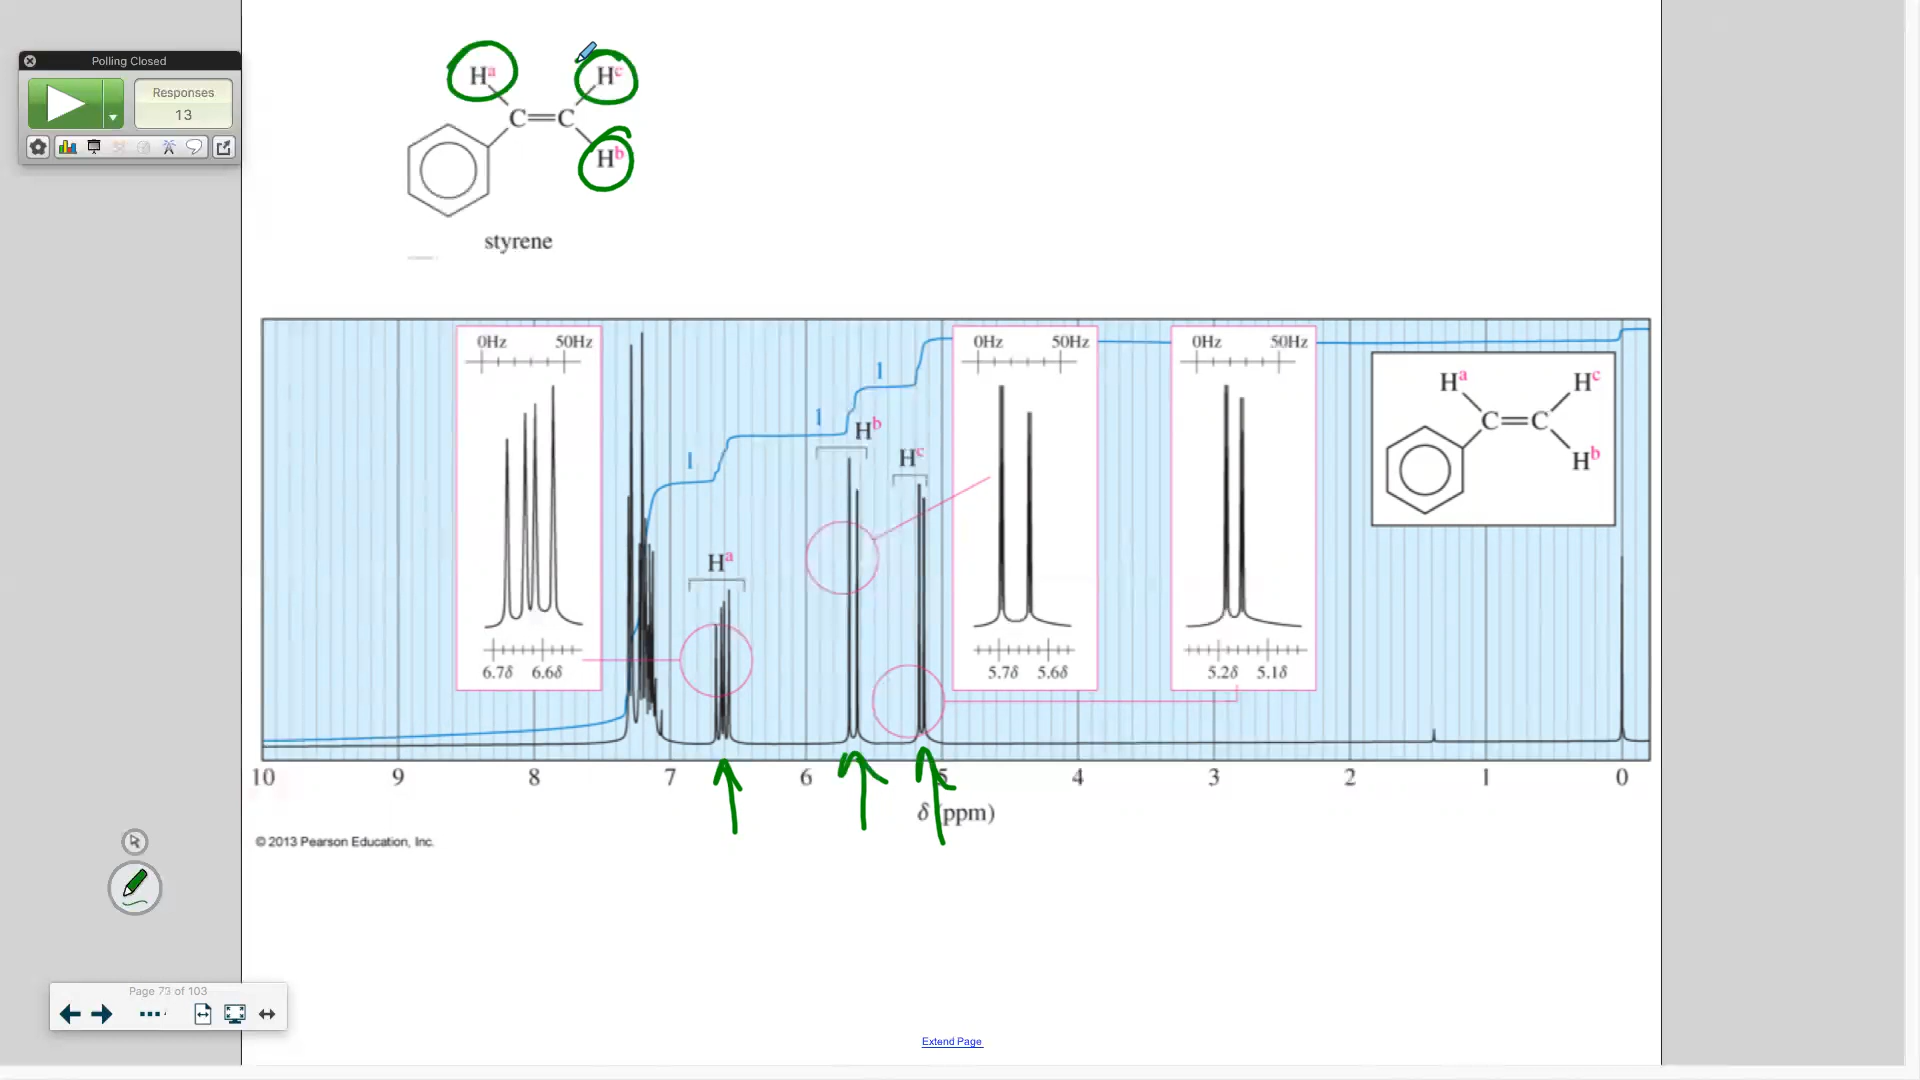 Polling Closed
Responses
13
Hᵃ Hᶜ
C=C
Hᵇ
styrene
0Hz 50Hz
6.7δ 6.6δ
0Hz 50Hz
5.7δ 5.6δ
0Hz 50Hz
5.2δ 5.1δ
1
1
1
Hᵃ
Hᵇ
Hᶜ
Hᵃ Hᶜ
C=C
Hᵇ
10 9 8 7 6 5 4 3 2 1 0
δ (ppm)
© 2013 Pearson Education, Inc.
Page 73 of 103
Extend Page